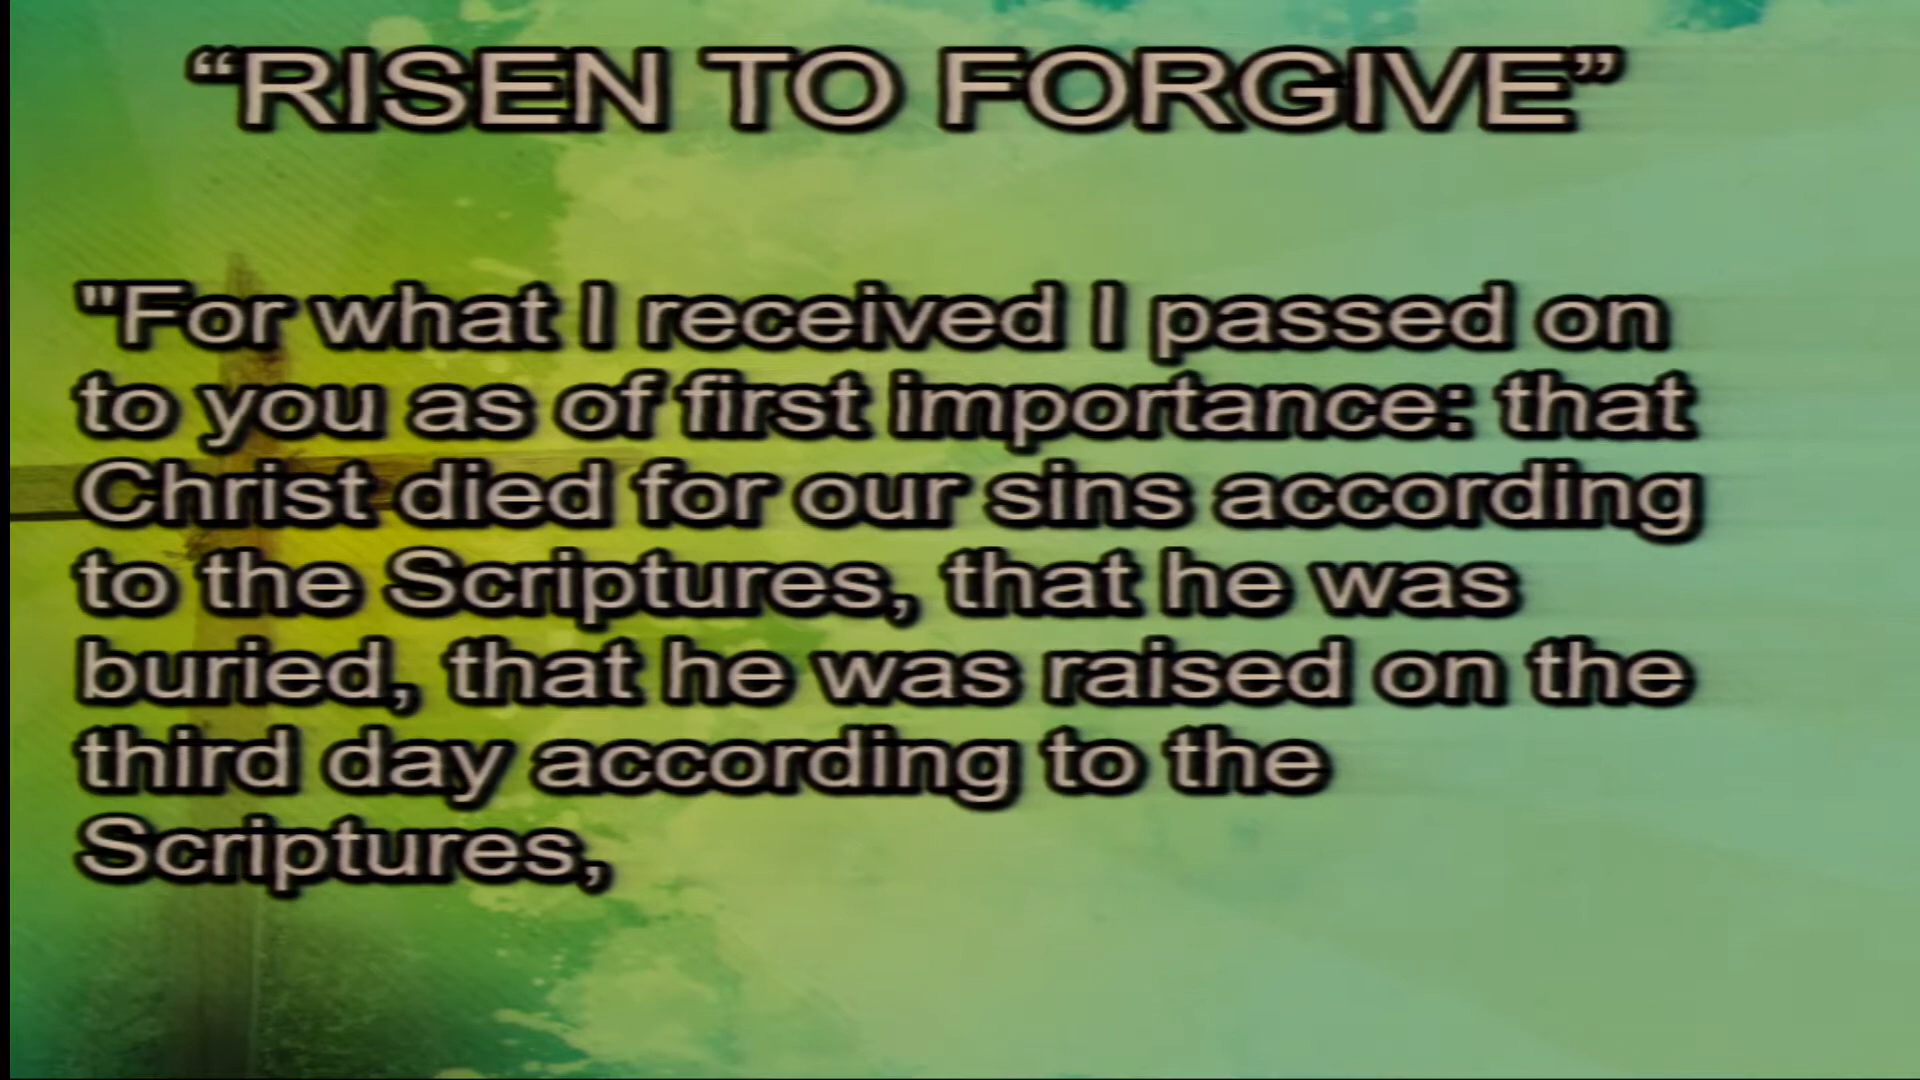 “RISEN TO FORGIVE”
"For what I received I passed on
to you as of first importance: that
Christ died for our sins according
to the Scriptures, that he was
buried, that he was raised on the
third day according to the
Scriptures,